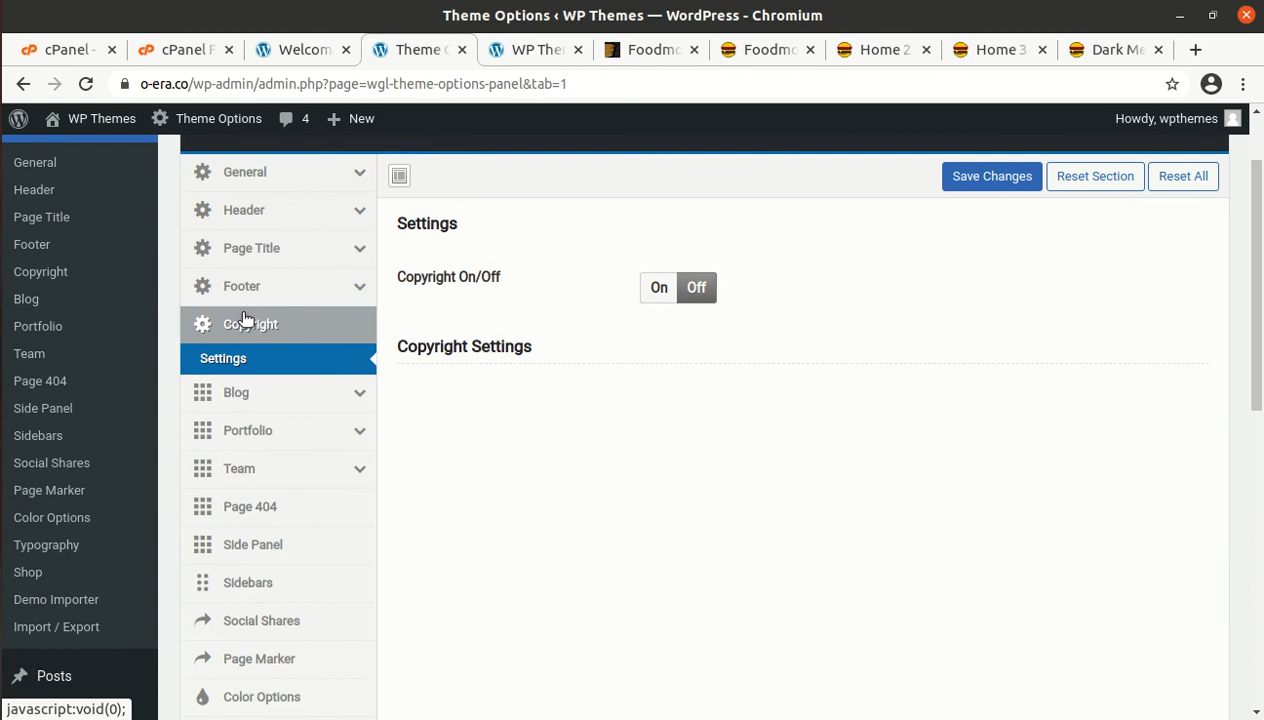 Theme Options ‹ WP Themes — WordPress - Chromium
cPanel -
cPanel F
Welcom
Theme O
WP Ther
Foodmo
Foodmo
Home 2
Home 3
Dark Me
o-era.co/wp-admin/admin.php?page=wgl-theme-options-panel&tab=1
WP Themes
Theme Options
4
New
Howdy, wpthemes
General
Header
Page Title
Footer
Copyright
Blog
Portfolio
Team
Page 404
Side Panel
Sidebars
Social Shares
Page Marker
Color Options
Typography
Shop
Demo Importer
Import / Export
Posts
javascript:void(0);
General
Header
Page Title
Footer
Copyright
Settings
Blog
Portfolio
Team
Page 404
Side Panel
Sidebars
Social Shares
Page Marker
Color Options
Save Changes
Reset Section
Reset All
Settings
Copyright On/Off
On
Off
Copyright Settings